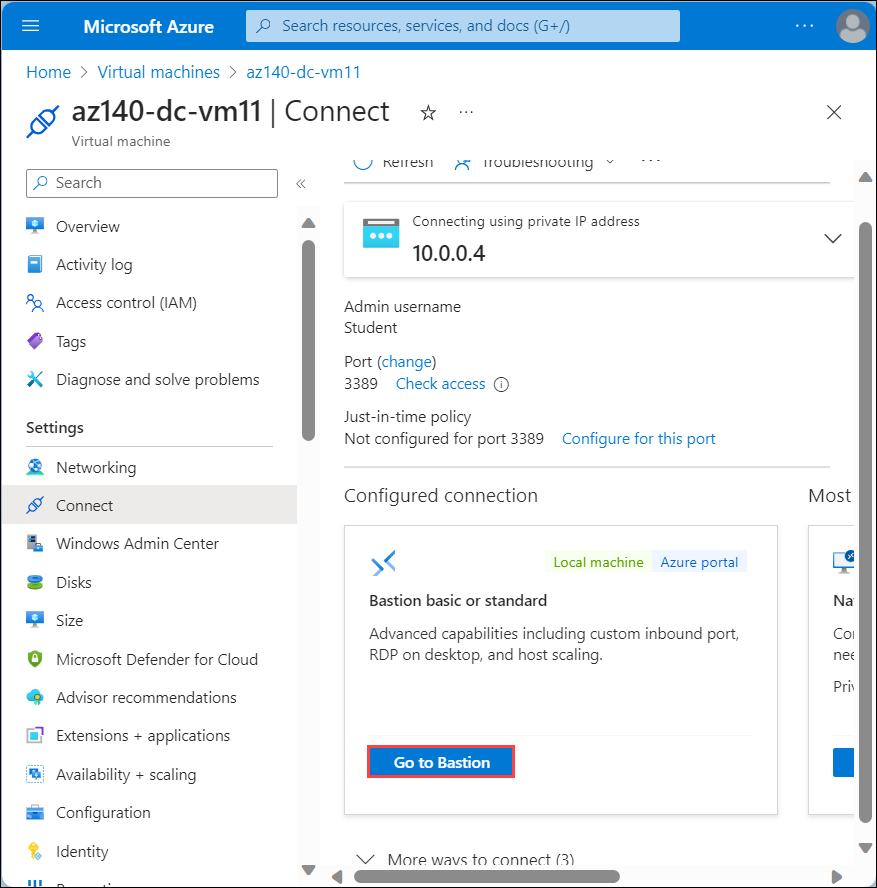 Microsoft Azure
Search resources, services, and docs (G+/)
Home > Virtual machines > az140-dc-vm11
az140-dc-vm11 | Connect
Virtual machine
Search
Overview
Activity log
Access control (IAM)
Tags
Diagnose and solve problems
Settings
Networking
Connect
Windows Admin Center
Disks
Size
Microsoft Defender for Cloud
Advisor recommendations
Extensions + applications
Availability + scaling
Configuration
Identity
Refresh Troubleshooting
Connecting using private IP address
10.0.0.4
Admin username
Student
Port (change)
3389 Check access
Just-in-time policy
Not configured for port 3389 Configure for this port
Configured connection
Local machine Azure portal
Bastion basic or standard
Advanced capabilities including custom inbound port,
RDP on desktop, and host scaling.
Go to Bastion
More ways to connect (3)
Most